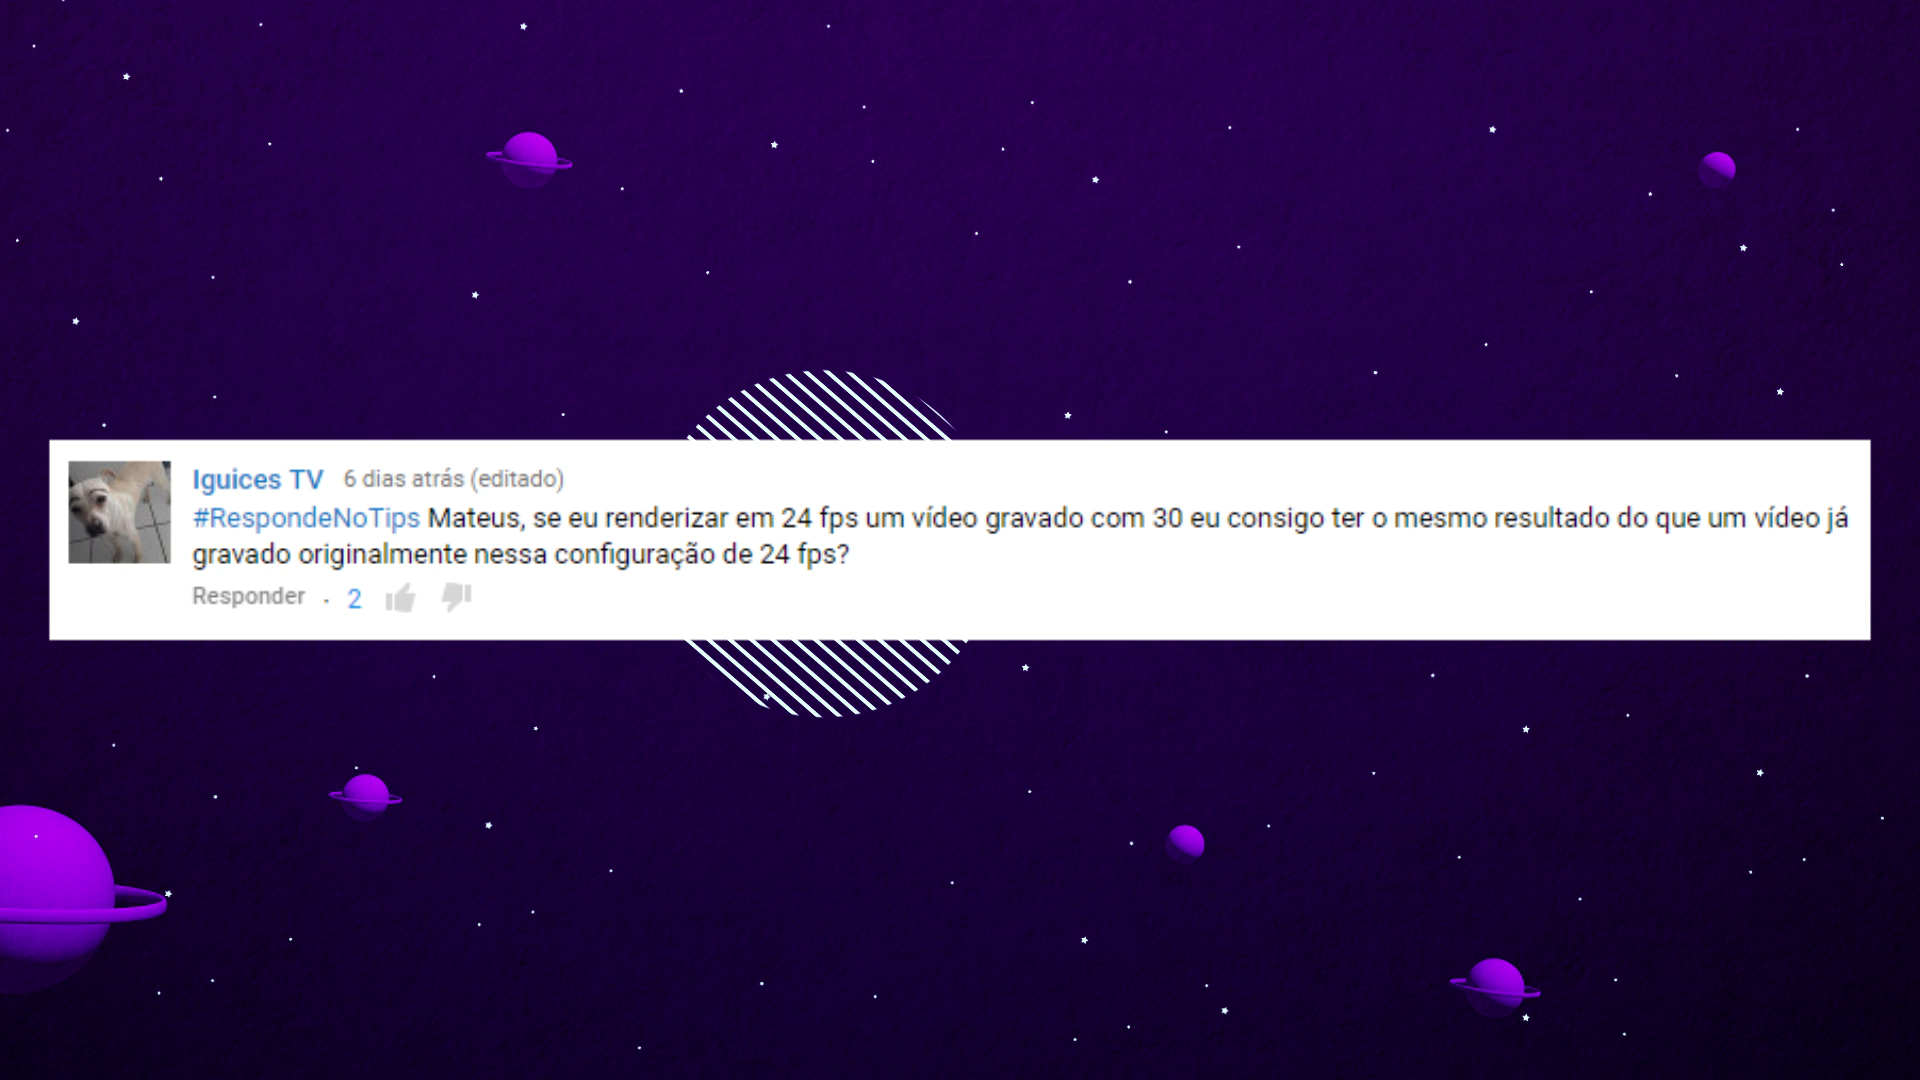 Iguices TV 6 dias atrás (editado)
#RespondeNoTips Mateus, se eu renderizar em 24 fps um vídeo gravado com 30 eu consigo ter o mesmo resultado do que um vídeo já
gravado originalmente nessa configuração de 24 fps?
Responder . 2